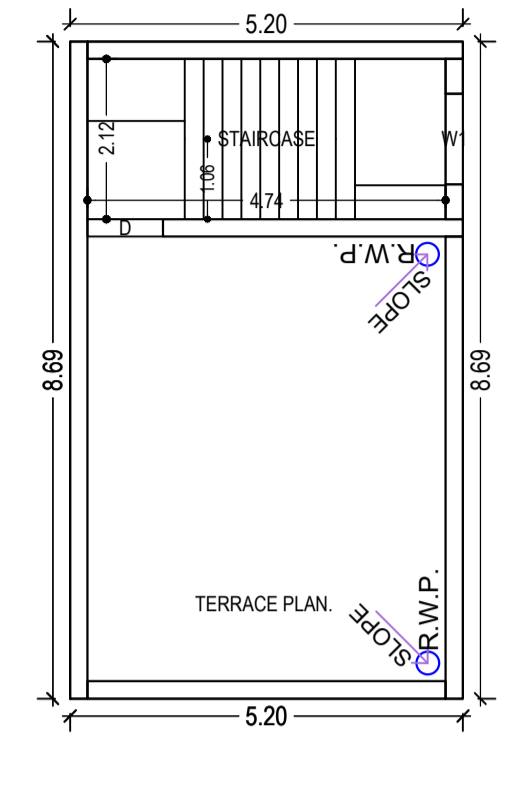 5.20
2.12
STAIRCASE
W1
1.06
4.74
D
R.W.P.
SLOPE
8.69
8.69
TERRACE PLAN.
SLOPE
R.W.P.
5.20